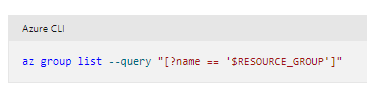 Azure CLI
az group list --query "[?name == '$RESOURCE_GROUP']"